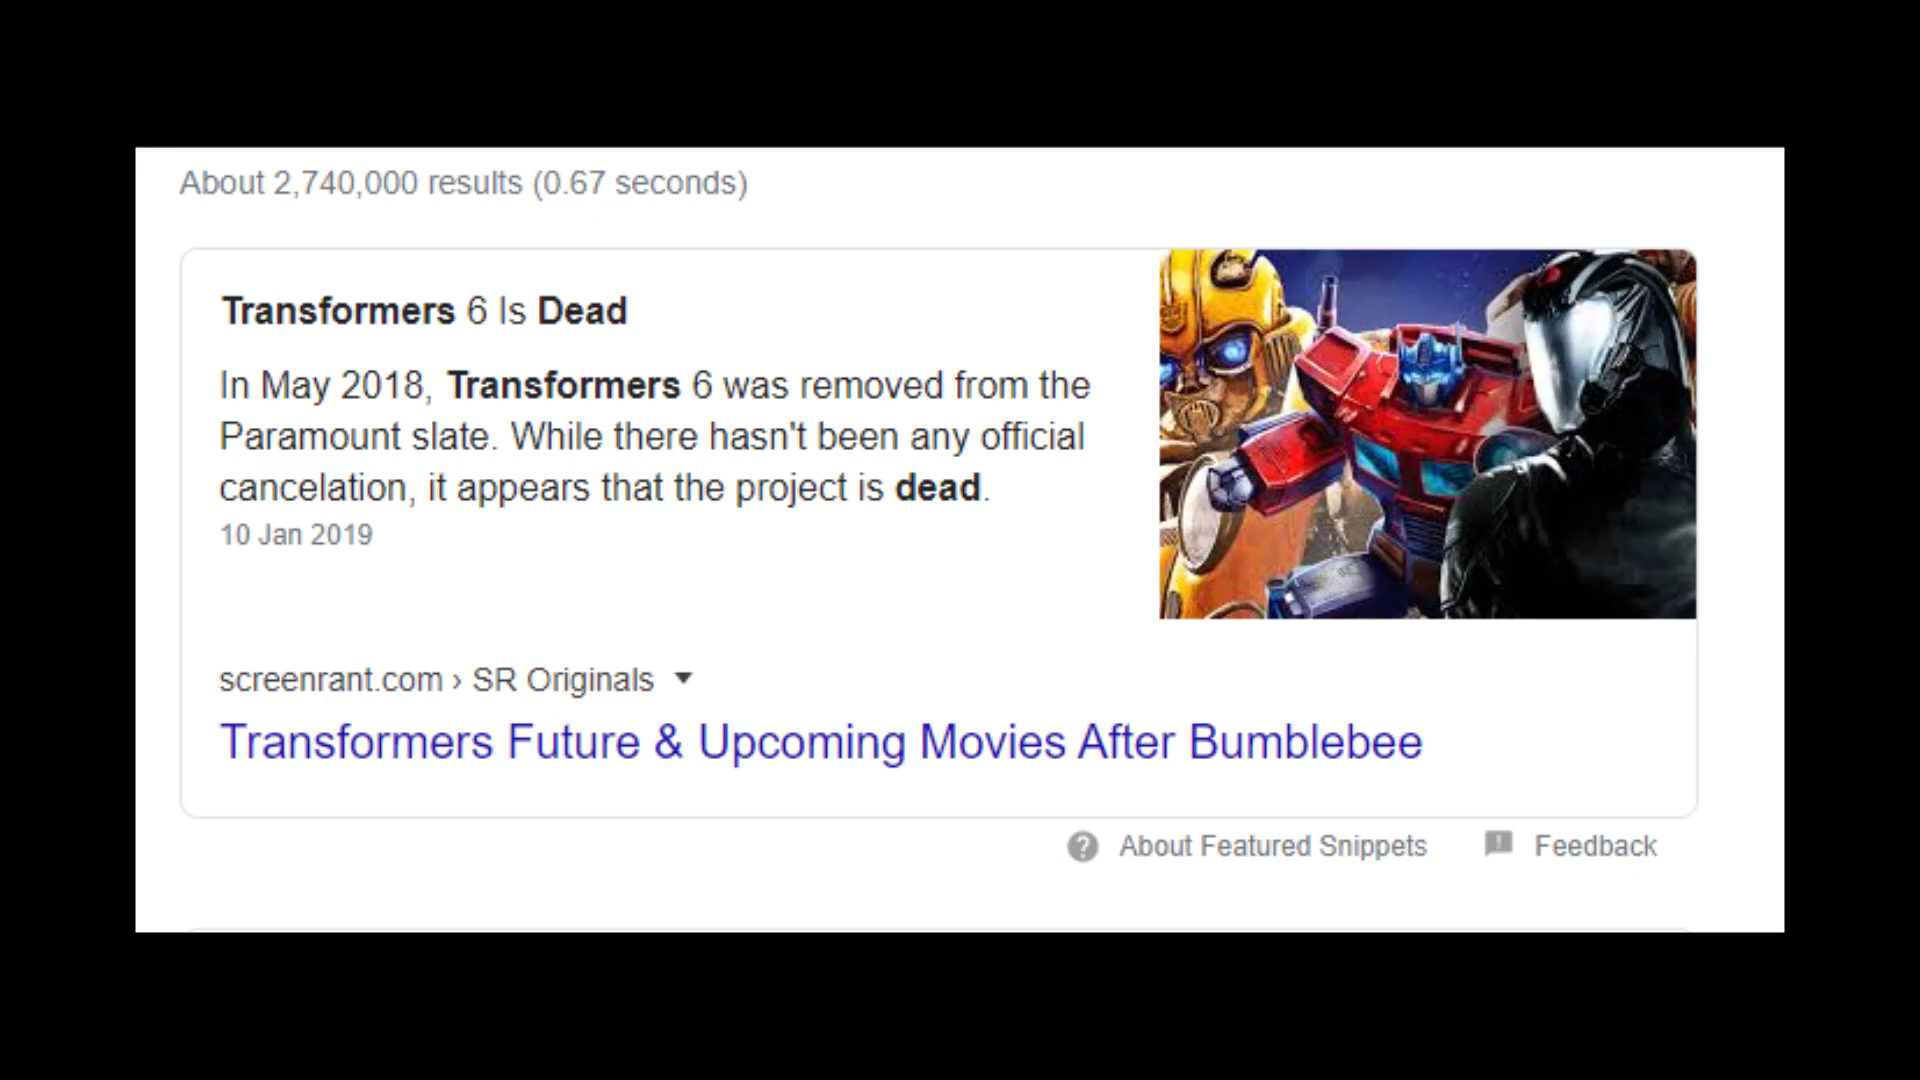 About 2,740,000 results (0.67 seconds)
Transformers 6 Is Dead
In May 2018, Transformers 6 was removed from the
Paramount slate. While there hasn't been any official
cancelation, it appears that the project is dead.
10 Jan 2019
screenrant.com › SR Originals
Transformers Future & Upcoming Movies After Bumblebee
About Featured Snippets Feedback